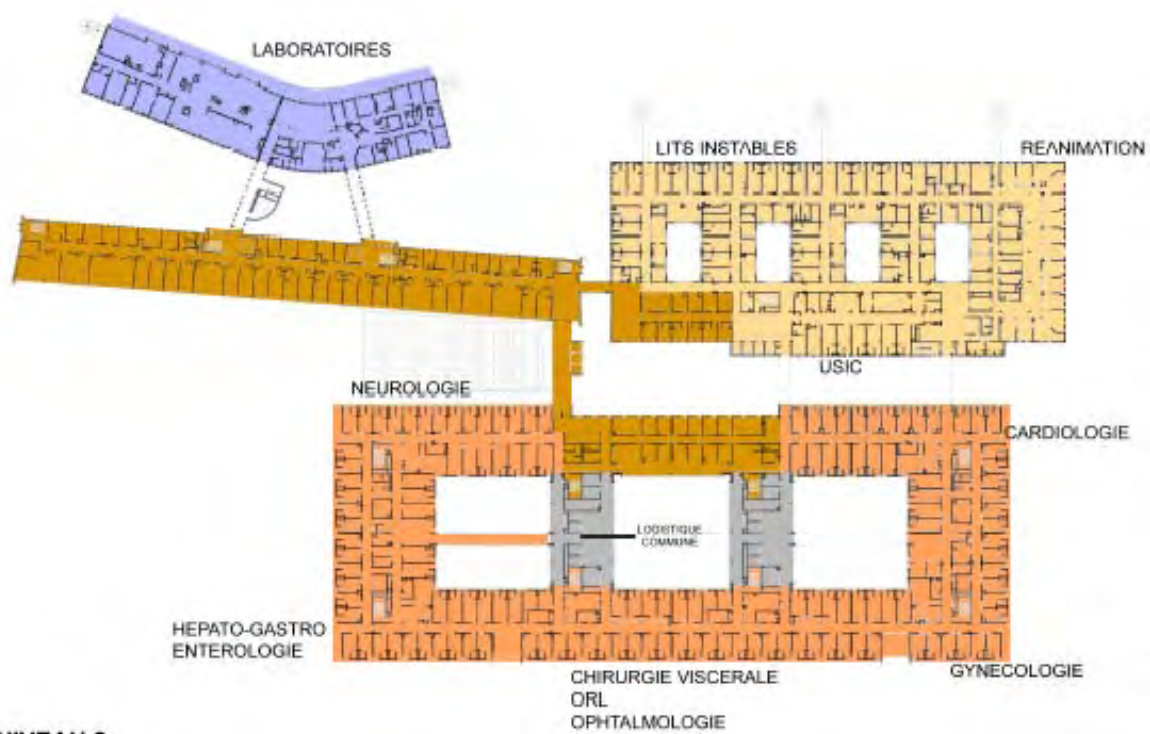 LABORATOIRES
LITS INSTABLES
REANIMATION
USIC
NEUROLOGIE
CARDIOLOGIE
LOGISTIQUE
COMMUNE
HEPATO-GASTRO
ENTEROLOGIE
GYNECOLOGIE
CHIRURGIE VISCERALE
ORL
OPHTALMOLOGIE